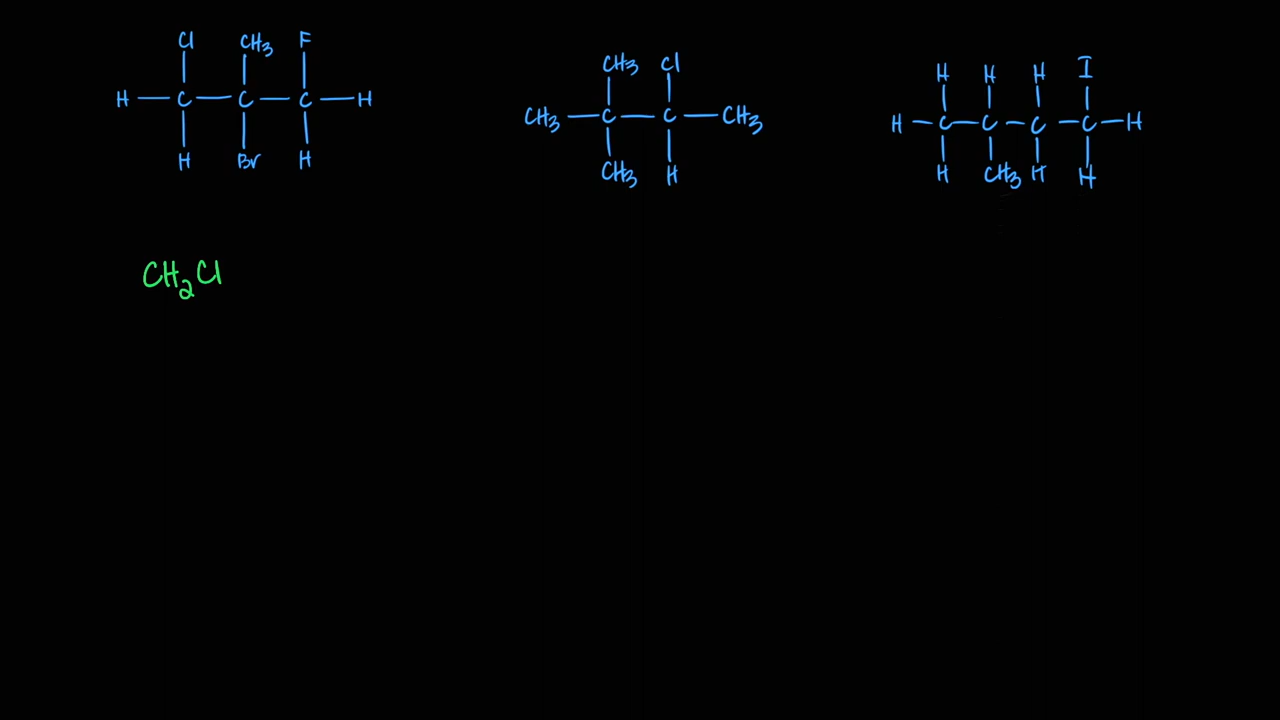 Cl CH3 F
H — C — C — C — H
H Br H
CH3 Cl
CH3 — C — C — CH3
CH3 H
H H H I
H — C — C — C — C — H
H CH3 H H
CH2Cl